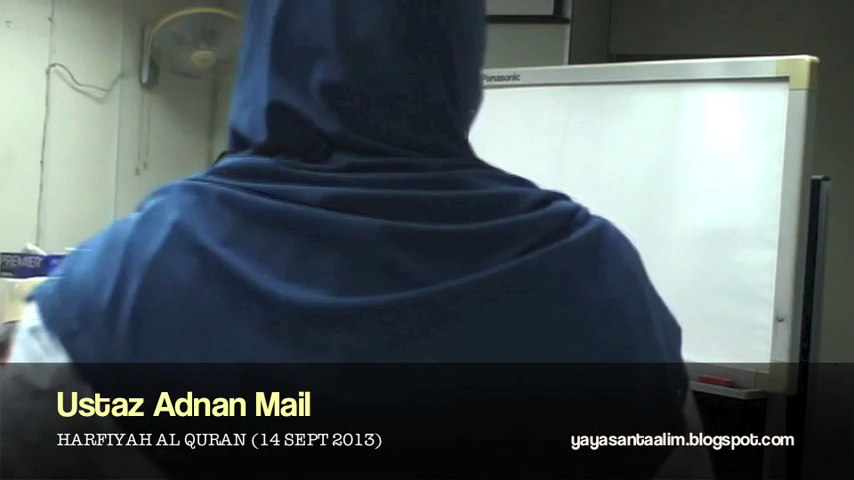 Panasonic
PREMIER
Ustaz Adnan Mail
HARFIYAH AL QURAN (14 SEPT 2013)
yayasantaalim.blogspot.com